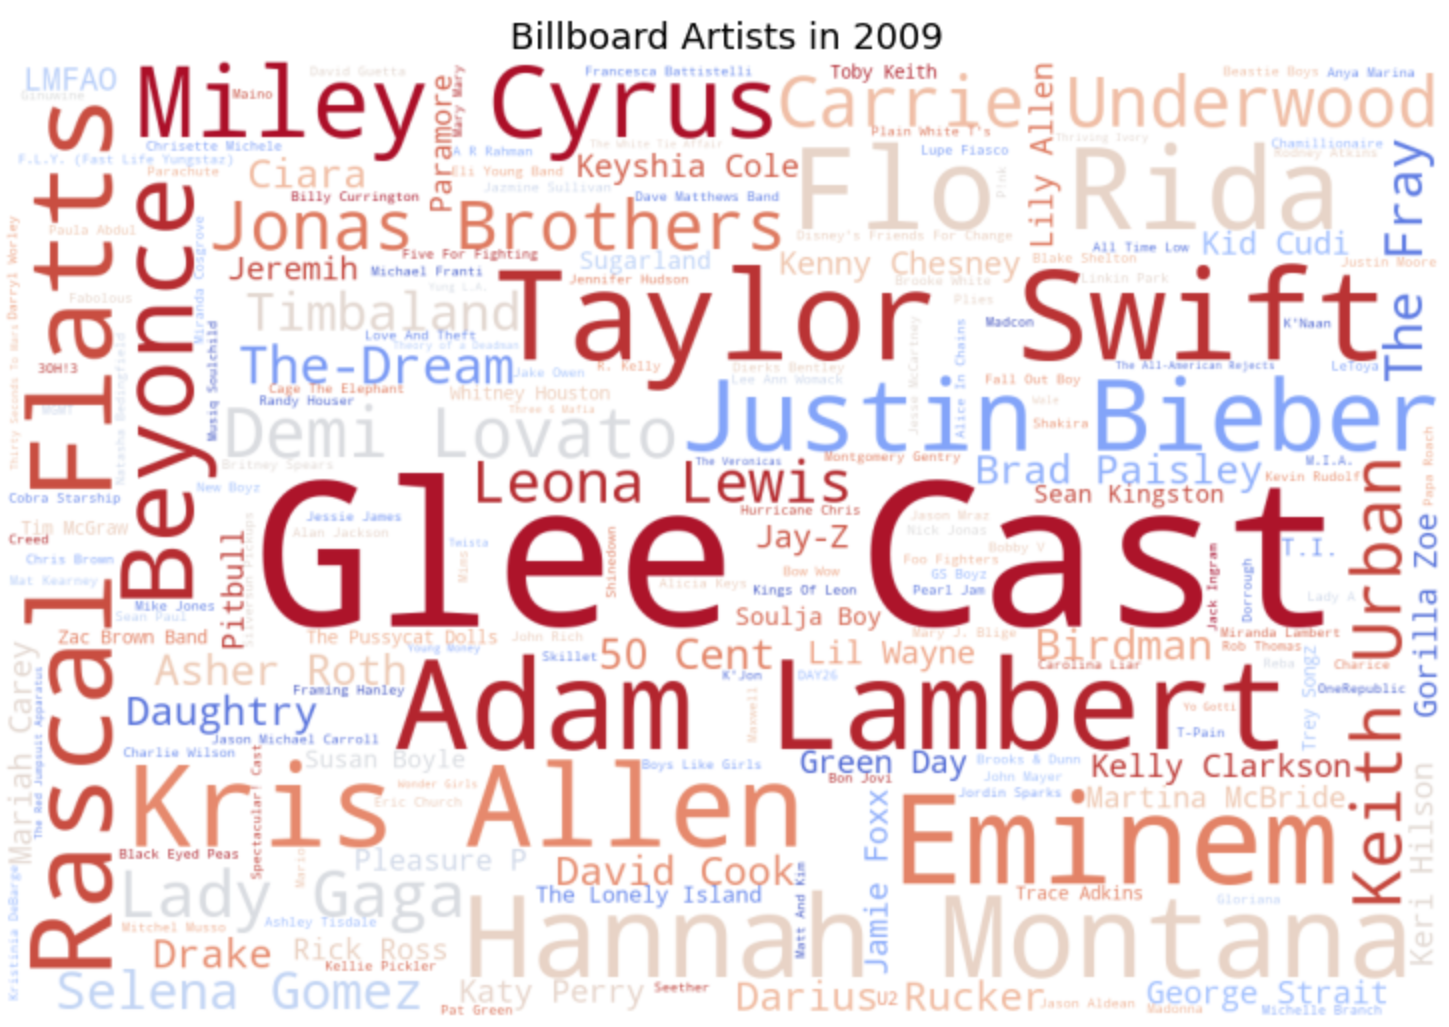 Billboard Artists in 2009
LMFAO
Ginuwine
Miley Cyrus
Maino
David Guetta
Mary Mary
Paramore
Francesca Battistelli
Toby Keith
Carrie Underwood
Beastie Boys
Anya Marina
Lily Allen
Chrisette Michele
F.L.Y. (Fast Life Yungstaz)
Parachute
Ciara
A R Rahman
Eli Young Band
The White Tie Affair
Keyshia Cole
Plain White T's
Lupe Fiasco
Thriving Ivory
Chamillionaire
Rodney Atkins
Flo Rida
P!nk
The Fray
Rascal Flatts
Beyonce
Billy Currington
Jazmine Sullivan
Dave Matthews Band
Paula Abdul
Darryl Worley
Miranda Cosgrove
Jonas Brothers
Disney's Friends For Change
All Time Low
Kid Cudi
Five For Fighting
Jeremih
Michael Franti
Sugarland
Kenny Chesney
Blake Shelton
Justin Moore
Jennifer Hudson
Yung L.A.
Brooke White
Linkin Park
Fabolous
Timbaland
Taylor Swift
Plies
Madcon
K'Naan
Love And Theft
Theory of a Deadman
Thirty Seconds To Mars
Natasha Bedingfield
Musiq Soulchild
3OH!3
The-Dream
Jake Owen
R. Kelly
Dierks Bentley
Lee Ann Womack
Jesse McCartney
Alice In Chains
The All-American Rejects
LeToya
Fall Out Boy
Cage The Elephant
Randy Houser
Whitney Houston
Three 6 Mafia
MGMT
Demi Lovato
Justin Bieber
Wale
Shakira
Britney Spears
The Veronicas
Montgomery Gentry
M.I.A.
Papa Roach
Leona Lewis
Brad Paisley
Kevin Rudolf
New Boyz
Cobra Starship
Sean Kingston
Hurricane Chris
Glee Cast
Jessie James
Alan Jackson
Silversun Pickups
Tim McGraw
Creed
Pitbull
Jay-Z
Jason Mraz
Nick Jonas
Twista
Mims
Shinedown
Bobby V
Foo Fighters
T.I.
Keith Urban
Gorilla Zoe
Chris Brown
Mat Kearney
Bow Wow
GS Boyz
Alicia Keys
Kings Of Leon
Pearl Jam
Jack Ingram
Dorrough
Lady A
Mike Jones
Sean Paul
Soulja Boy
Zac Brown Band
The Pussycat Dolls
John Rich
Mary J. Blige
Miranda Lambert
Rob Thomas
Young Money
Skillet
50 Cent
Lil Wayne
Birdman
Carolina Liar
Reba
Charice
Mariah Carey
The Red Jumpsuit Apparatus
Asher Roth
K'Jon
DAY26
Trey Songz
OneRepublic
Framing Hanley
Adam Lambert
Maxwell
Yo Gotti
Daughtry
T-Pain
Jason Michael Carroll
Charlie Wilson
Spectacular! Cast
Susan Boyle
Boys Like Girls
Green Day
Brooks & Dunn
Kelly Clarkson
Bon Jovi
John Mayer
Jordin Sparks
Martina McBride
Kris Allen
Wonder Girls
Eric Church
Jamie Foxx
Eminem
Keri Hilson
Black Eyed Peas
Mario
Pleasure P
David Cook
Matt And Kim
Kristinia DeBarge
Lady Gaga
The Lonely Island
Trace Adkins
Gloriana
Mitchel Musso
Ashley Tisdale
Hannah Montana
Drake
Rick Ross
Kellie Pickler
Selena Gomez
Katy Perry
Seether
Darius Rucker
U2
Jason Aldean
George Strait
Pat Green
Madonna
Michelle Branch